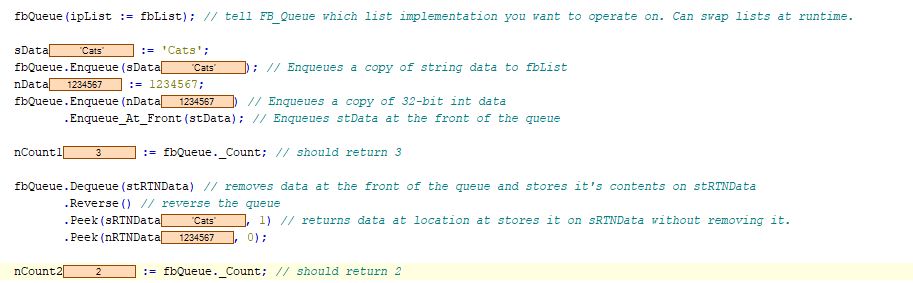 fbQueue(ipList := fbList); // tell FB_Queue which list implementation you want to operate on. Can swap lists at runtime.
sData 'Cats' := 'Cats';
fbQueue.Enqueue(sData 'Cats' ); // Enqueues a copy of string data to fbList
nData 1234567 := 1234567;
fbQueue.Enqueue(nData 1234567 ) // Enqueues a copy of 32-bit int data
.Enqueue_At_Front(stData); // Enqueues stData at the front of the queue
nCount1 3 := fbQueue._Count; // should return 3
fbQueue.Dequeue(stRTNData) // removes data at the front of the queue and stores it's contents on stRTNData
.Reverse() // reverse the queue
.Peek(sRTNData 'Cats' , 1) // returns data at location at stores it on sRTNData without removing it.
.Peek(nRTNData 1234567 , 0);
nCount2 2 := fbQueue._Count; // should return 2